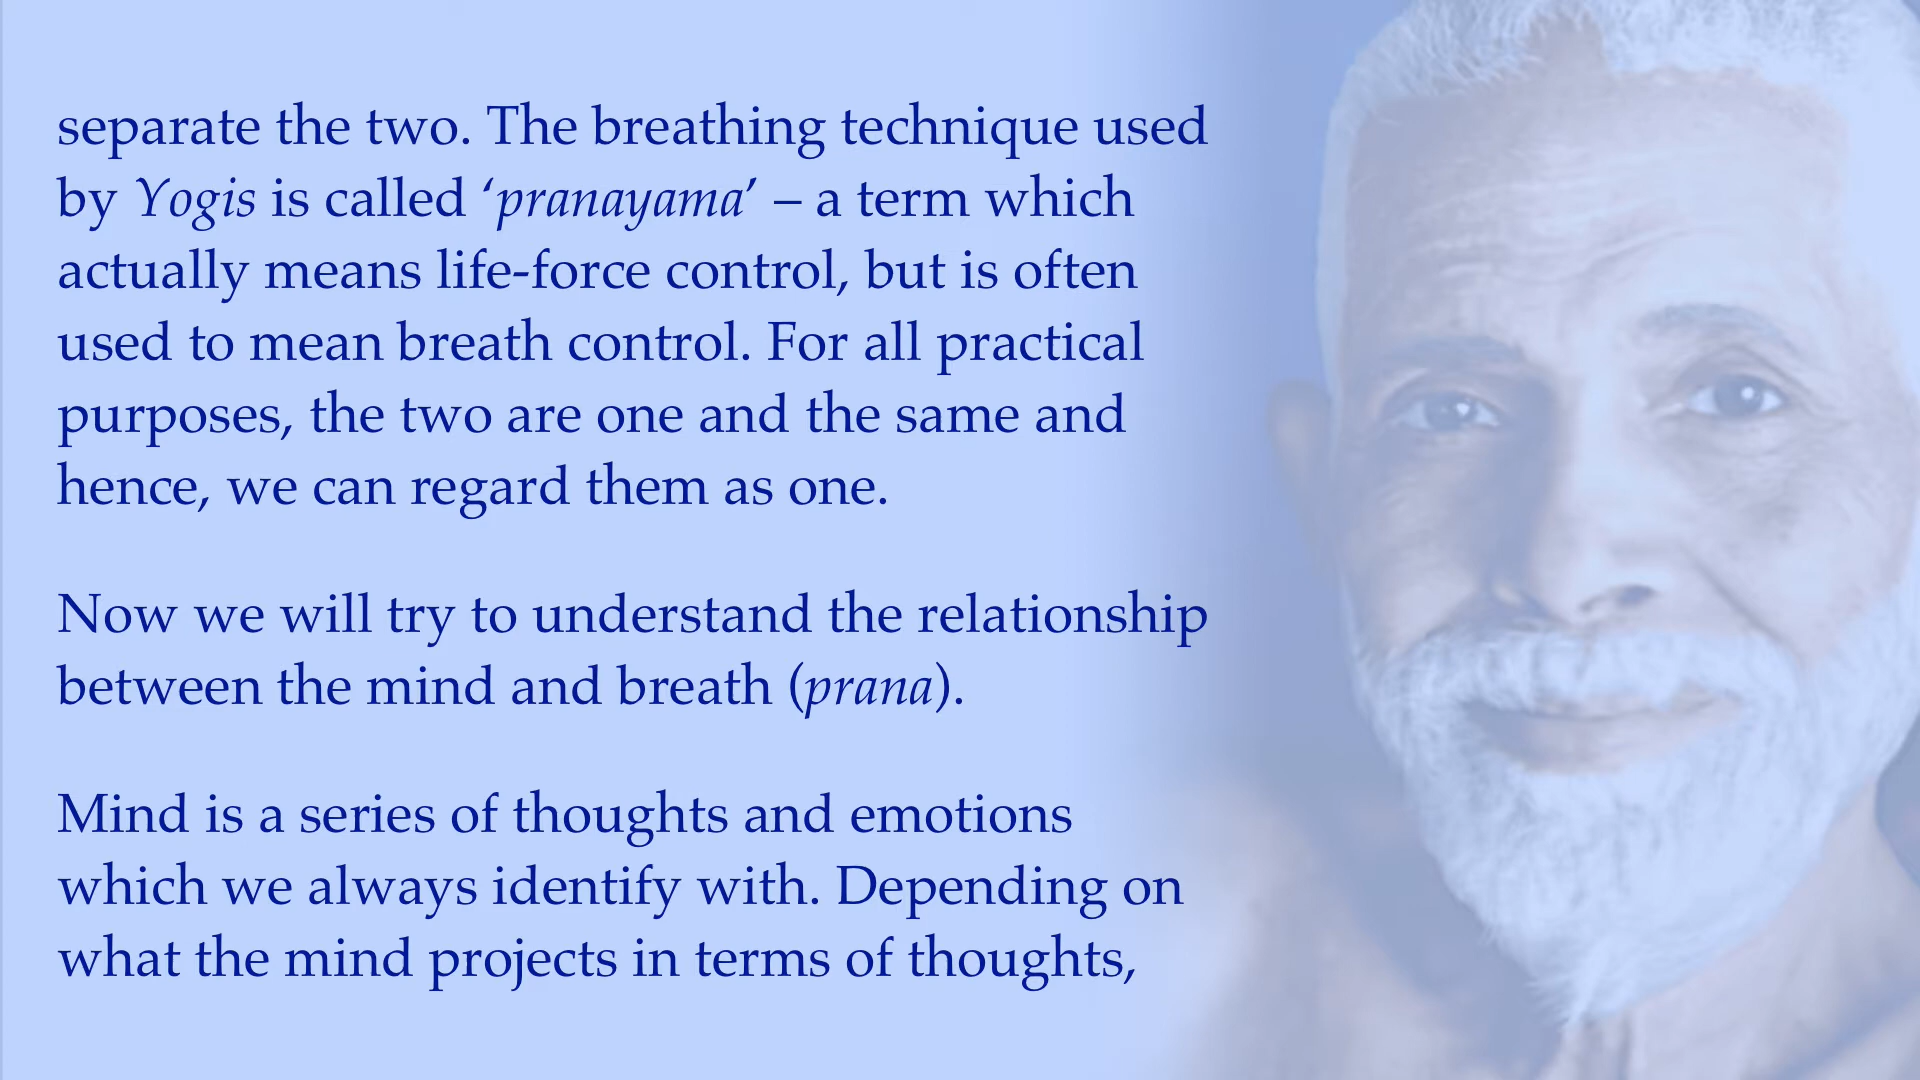 separate the two. The breathing technique used
by Yogis is called ‘pranayama’ – a term which
actually means life-force control, but is often
used to mean breath control. For all practical
purposes, the two are one and the same and
hence, we can regard them as one.
Now we will try to understand the relationship
between the mind and breath (prana).
Mind is a series of thoughts and emotions
which we always identify with. Depending on
what the mind projects in terms of thoughts,